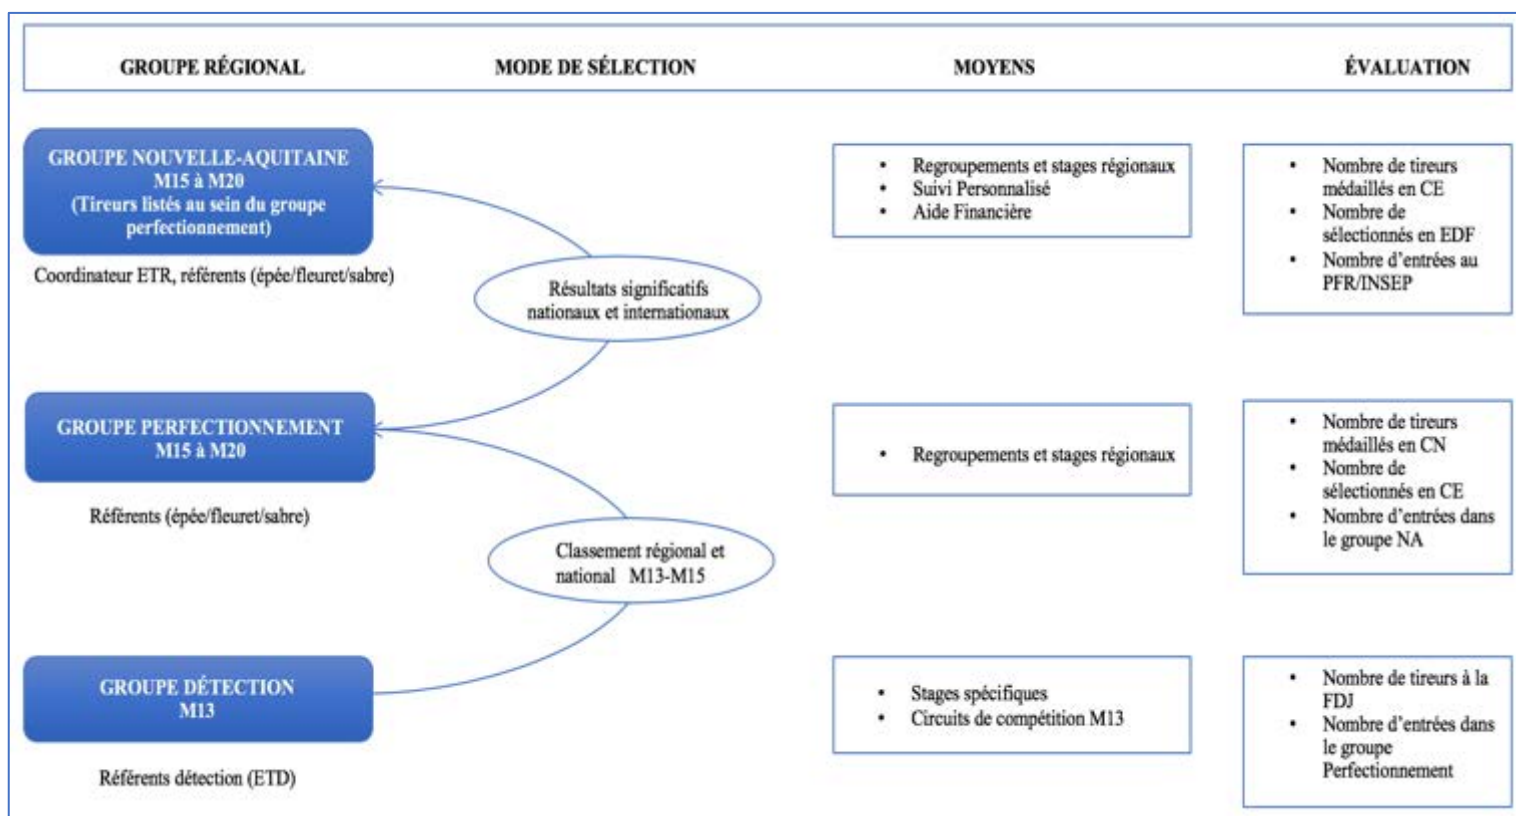 GROUPE RÉGIONAL
MODE DE SÉLECTION
MOYENS
ÉVALUATION
GROUPE NOUVELLE-AQUITAINE
M15 à M20
(Tireurs listés au sein du groupe
perfectionnement)
Coordinateur ETR, référents (épée/fleuret/sabre)
Résultats significatifs
nationaux et internationaux
• Regroupements et stages régionaux
• Suivi Personnalisé
• Aide Financière
• Nombre de tireurs
médaillés en CE
• Nombre de
sélectionnés en EDF
• Nombre d'entrées au
PFR/INSEP
GROUPE PERFECTIONNEMENT
M15 à M20
Référents (épée/fleuret/sabre)
Classement régional et
national M13-M15
• Regroupements et stages régionaux
• Nombre de tireurs
médaillés en CN
• Nombre de
sélectionnés en CE
• Nombre d'entrées dans
le groupe NA
GROUPE DÉTECTION
M13
Référents détection (ETD)
• Stages spécifiques
• Circuits de compétition M13
• Nombre de tireurs à la
FDJ
• Nombre d'entrées dans
le groupe
Perfectionnement